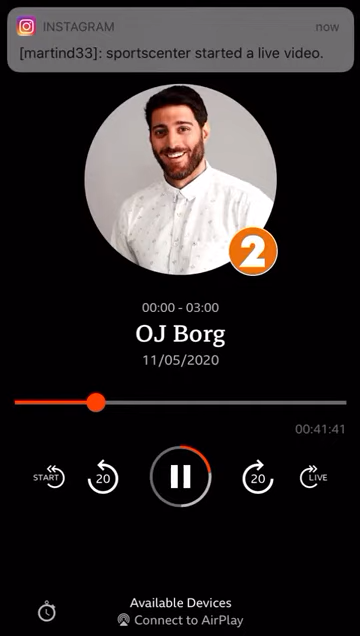 INSTAGRAM
now
[martind33]: sportscenter started a live video.
2
00:00 - 03:00
OJ Borg
11/05/2020
00:41:41
START
20
20
LIVE
Available Devices
Connect to AirPlay